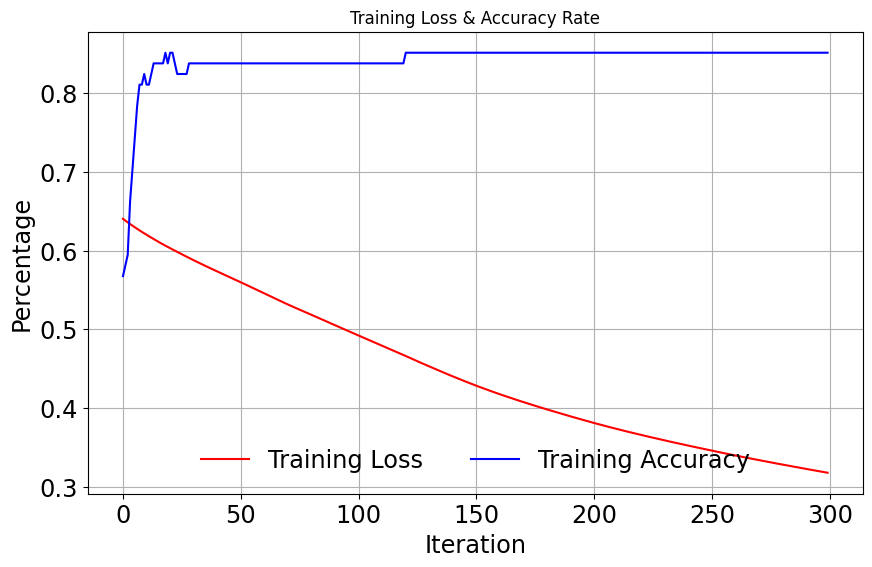 Training Loss & Accuracy Rate
0.8
0.7
0.6
0.5
0.4
0.3
Percentage
Training Loss
Training Accuracy
0 50 100 150 200 250 300
Iteration